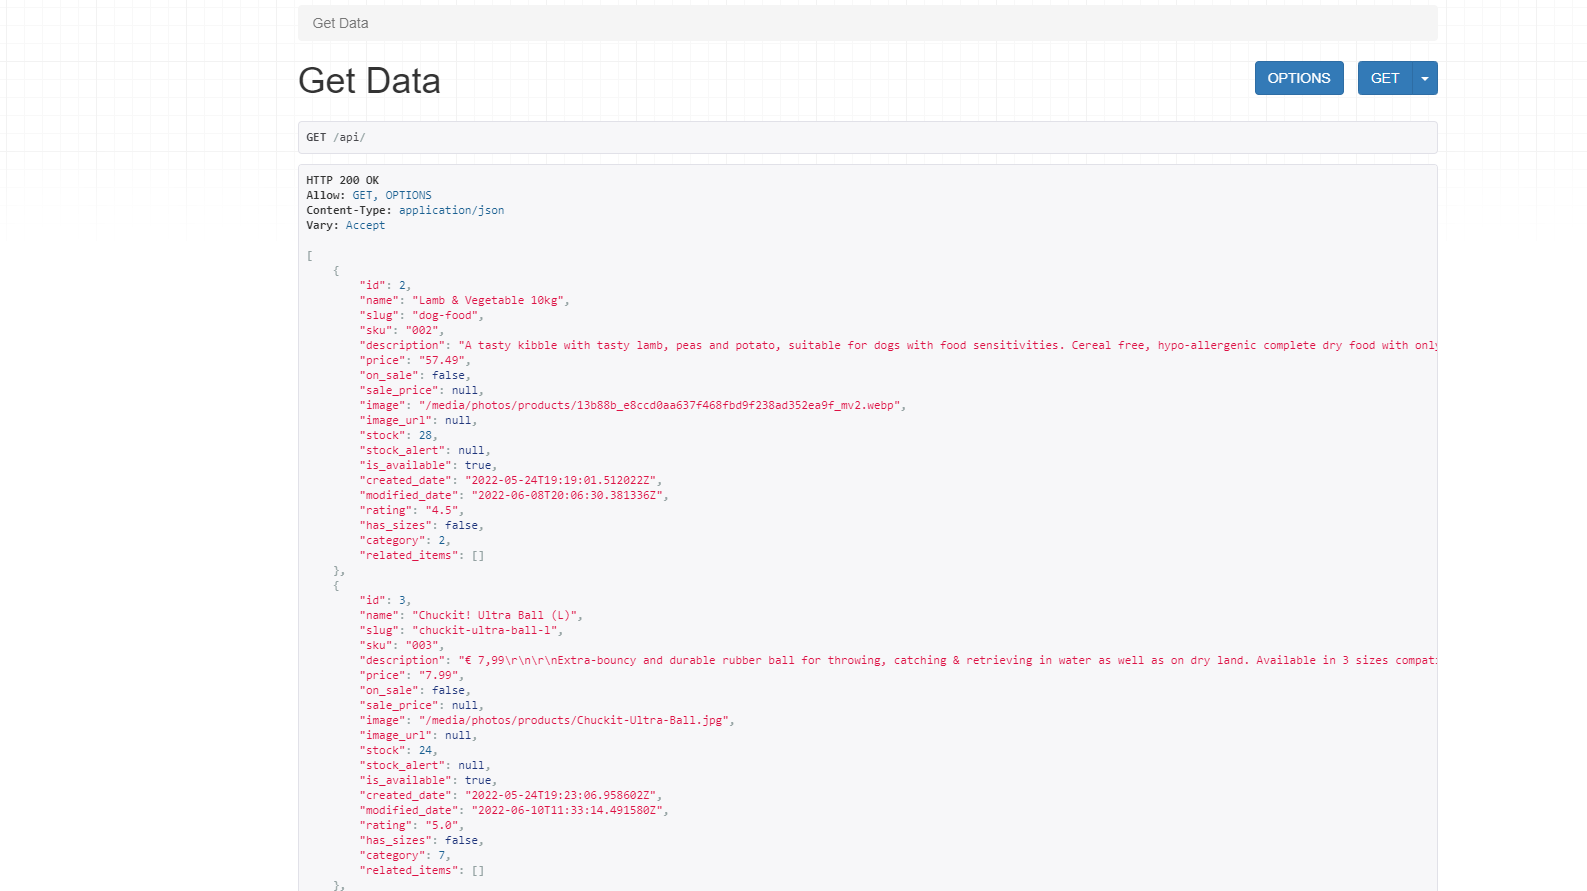 Get Data
Get Data
OPTIONS GET
GET /api/
HTTP 200 OK
Allow: GET, OPTIONS
Content-Type: application/json
Vary: Accept
[
{
"id": 2,
"name": "Lamb & Vegetable 10kg",
"slug": "dog-food",
"sku": "002",
"description": "A tasty kibble with tasty lamb, peas and potato, suitable for dogs with food sensitivities. Cereal free, hypo-allergenic complete dry food with only
"price": "57.49",
"on_sale": false,
"sale_price": null,
"image": "/media/photos/products/13b88b_e8ccd0aa637f468fbd9f238ad352ea9f_mv2.webp",
"image_url": null,
"stock": 28,
"stock_alert": null,
"is_available": true,
"created_date": "2022-05-24T19:19:01.512022Z",
"modified_date": "2022-06-08T20:06:30.381336Z",
"rating": "4.5",
"has_sizes": false,
"category": 2,
"related_items": []
},
{
"id": 3,
"name": "Chuckit! Ultra Ball (L)",
"slug": "chuckit-ultra-ball-l",
"sku": "003",
"description": "€ 7,99\r\n\r\nExtra-bouncy and durable rubber ball for throwing, catching & retrieving in water as well as on dry land. Available in 3 sizes compati
"price": "7.99",
"on_sale": false,
"sale_price": null,
"image": "/media/photos/products/Chuckit-Ultra-Ball.jpg",
"image_url": null,
"stock": 24,
"stock_alert": null,
"is_available": true,
"created_date": "2022-05-24T19:23:06.958602Z",
"modified_date": "2022-06-10T11:33:14.491580Z",
"rating": "5.0",
"has_sizes": false,
"category": 7,
"related_items": []
},